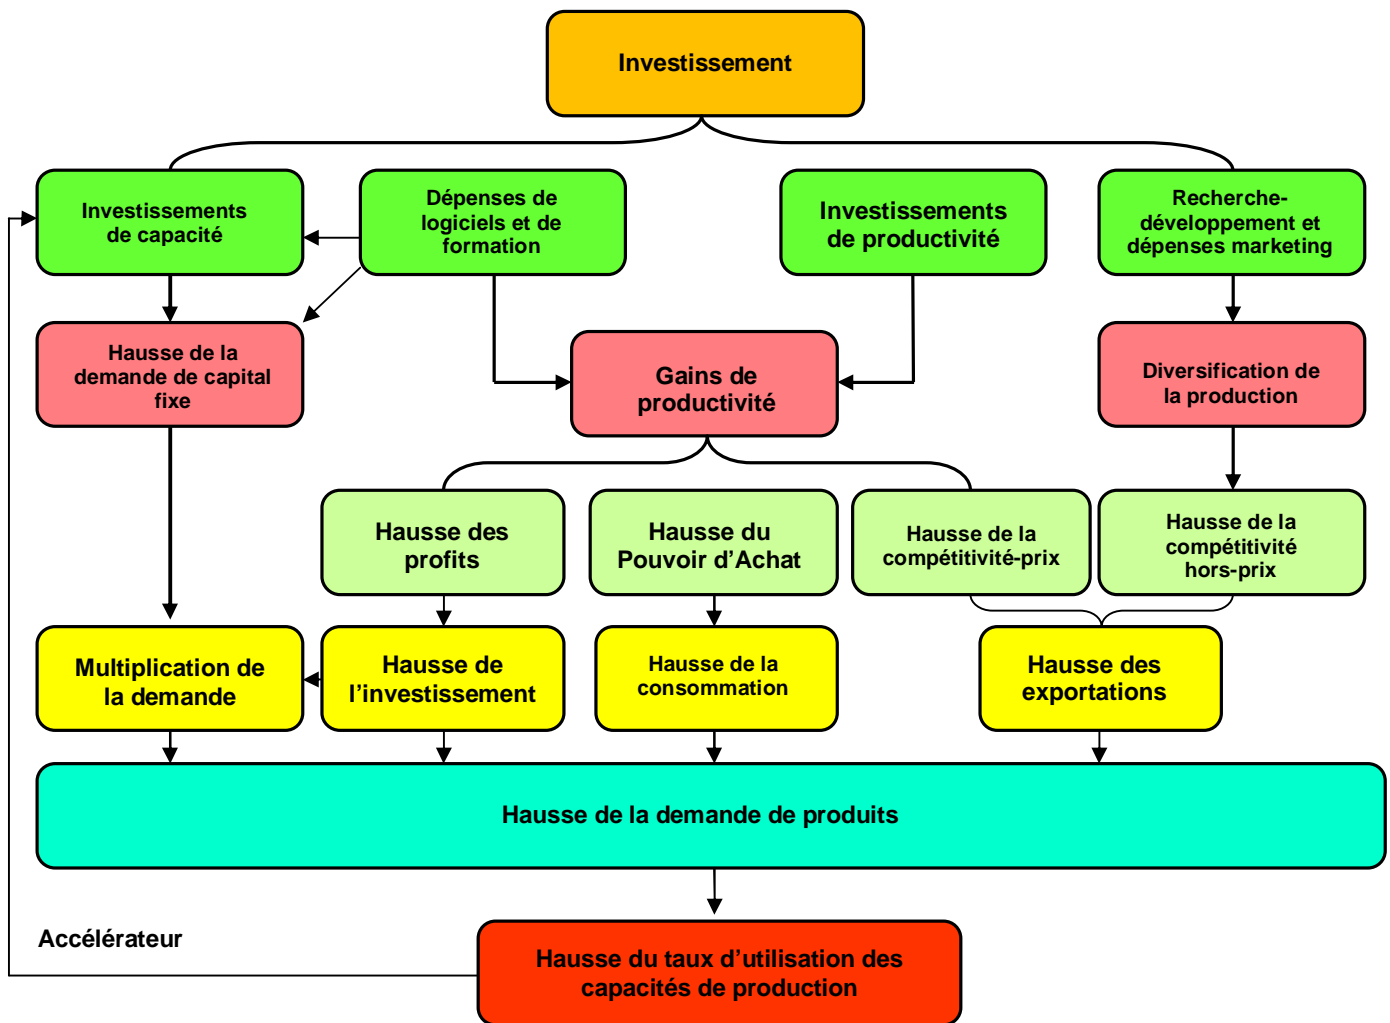 Investissement
Investissements
de capacité
Dépenses de
logiciels et de
formation
Investissements
de productivité
Recherche-
développement et
dépenses marketing
Hausse de la
demande de capital
fixe
Gains de
productivité
Diversification de
la production
Hausse des
profits
Hausse du
Pouvoir d’Achat
Hausse de la
compétitivité-prix
Hausse de la
compétitivité
hors-prix
Multiplication de
la demande
Hausse de
l’investissement
Hausse de la
consommation
Hausse des
exportations
Hausse de la demande de produits
Accélérateur
Hausse du taux d’utilisation des
capacités de production